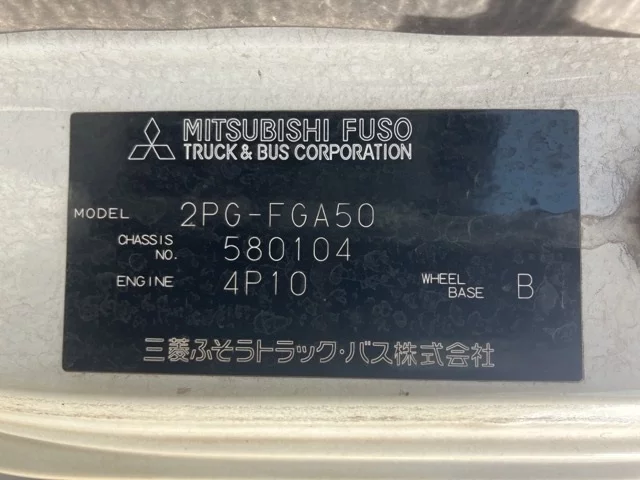 MITSUBISHI FUSO
TRUCK & BUS CORPORATION
MODEL 2PG-FGA50
CHASSIS NO. 580104
ENGINE 4P10 WHEEL BASE B
三菱ふそうトラック・バス株式会社